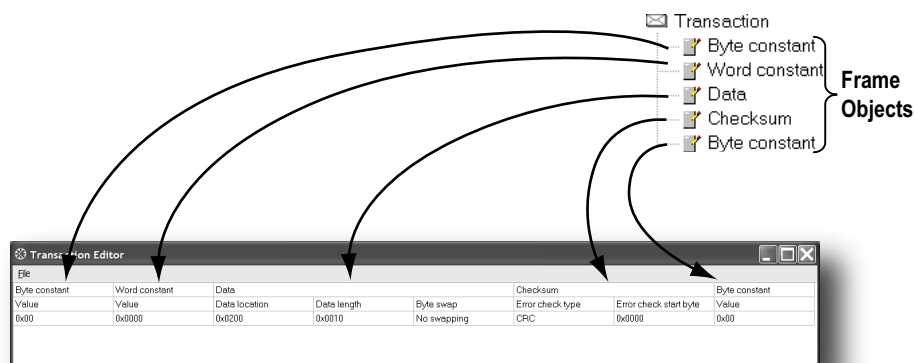 Transaction
Byte constant
Word constant
Data
Checksum
Byte constant
Frame
Objects
Transaction Editor
File
Byte constant Word constant Data Checksum Byte constant
Value Value Data location Data length Byte swap Error check type Error check start byte Value
0x00 0x0000 0x0200 0x0010 No swapping CRC 0x0000 0x00